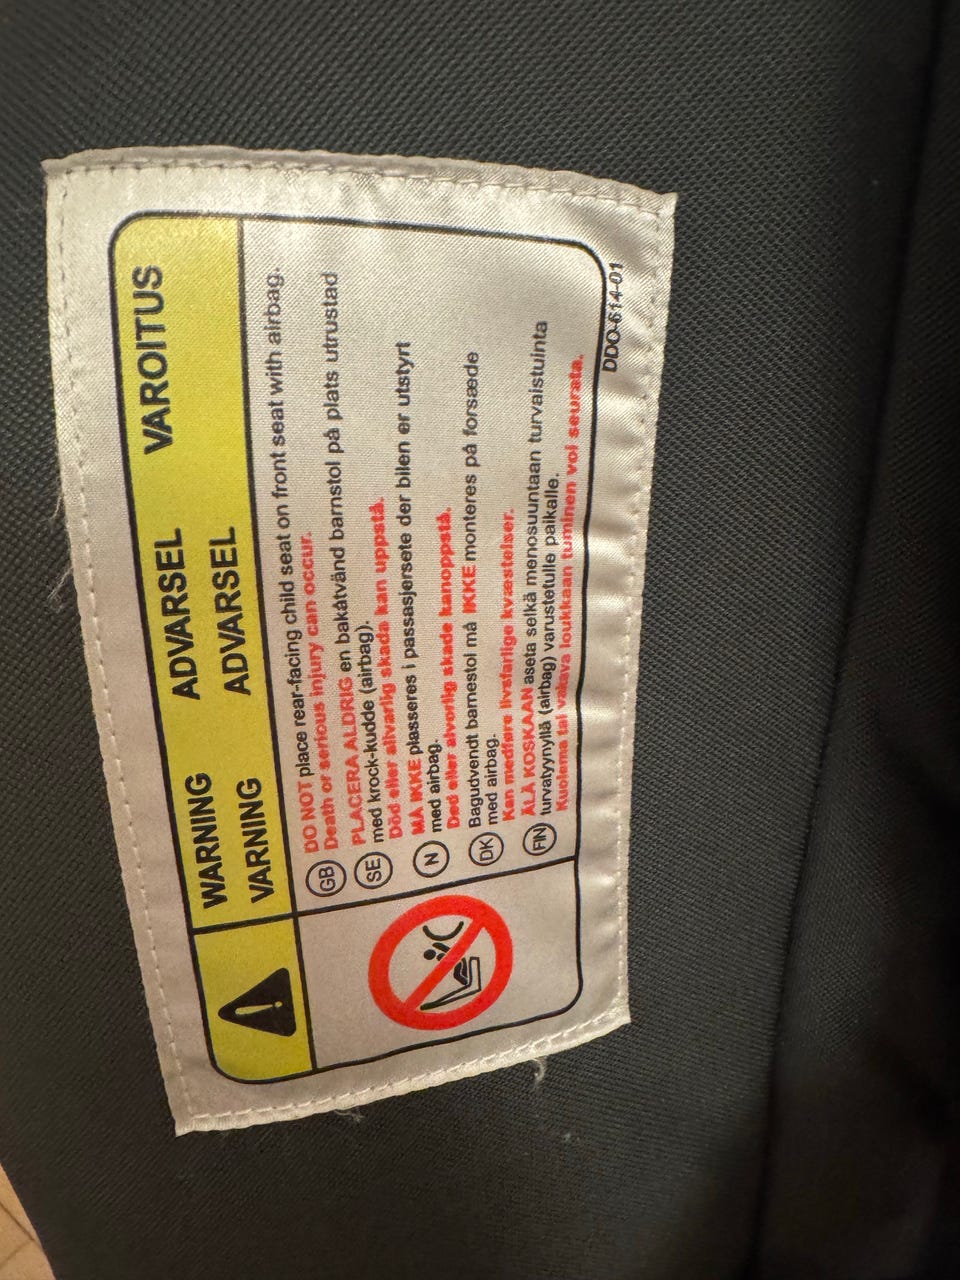 WARNING ADVARSEL VAROITUS
VARNING ADVARSEL
GB DO NOT place rear-facing child seat on front seat with airbag.
Death or serious injury can occur.
SE PLACERA ALDRIG en bakåtvänd barnstol på plats utrustad
med krock-kudde (airbag).
Död eller allvarlig skada kan uppstå.
N MÅ IKKE plasseres i passasjersete der bilen er utstyrt
med airbag.
Død eller alvorlig skade kan oppstå.
DK Bagudvendt barnestol må IKKE monteres på forsæde
med airbag.
Kan medføre livsfarlige kvæstelser.
FIN ÄLÄ KOSKAAN aseta selkä menosuuntaan turvaistuinta
turvatyynyllä (airbag) varustetulle paikalle.
Kuolema tai vakava loukkaantuminen voi seurata.
DDO-614-01